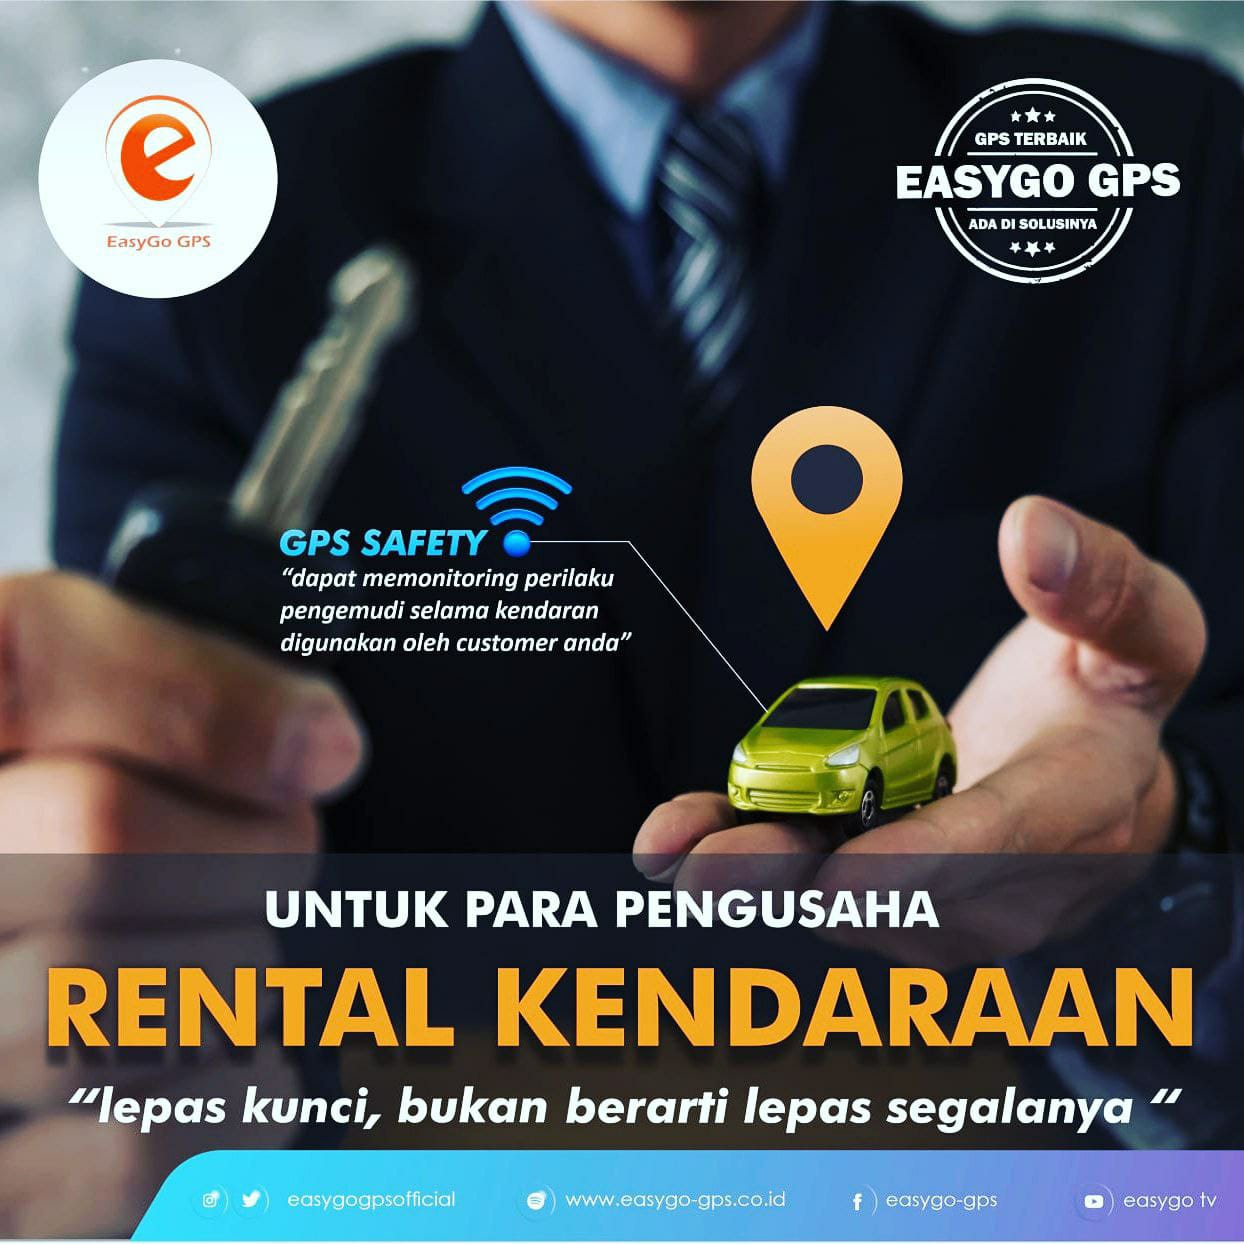 e
EasyGo GPS
GPS TERBAIK
EASYGO GPS
ADA DI SOLUSINYA
GPS SAFETY
“dapat memonitoring perilaku
pengemudi selama kendaran
digunakan oleh customer anda”
UNTUK PARA PENGUSAHA
RENTAL KENDARAAN
“lepas kunci, bukan berarti lepas segalanya “
easygogpsofficial
www.easygo-gps.co.id
easygo-gps
easygo tv